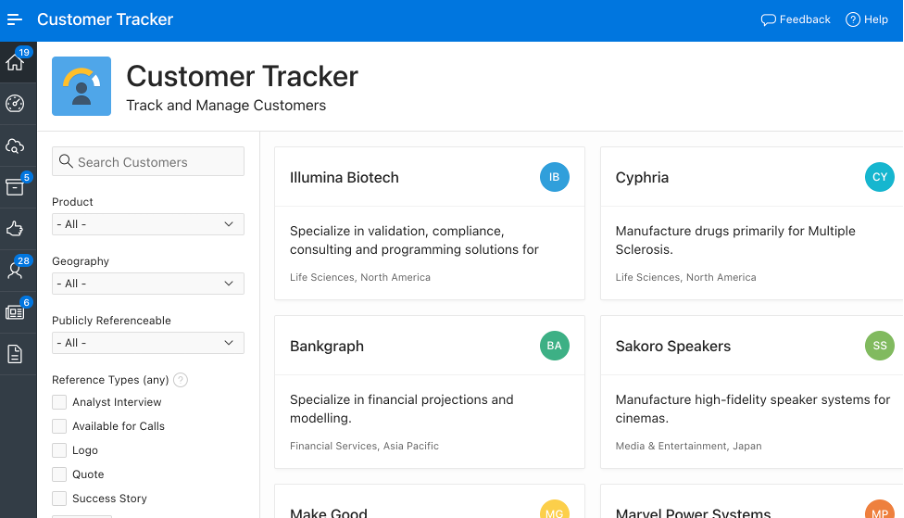 Customer Tracker
Feedback
Help
19
5
28
6
Customer Tracker
Track and Manage Customers
Search Customers
Product
- All -
Geography
- All -
Publicly Referenceable
- All -
Reference Types (any) ?
Analyst Interview
Available for Calls
Logo
Quote
Success Story
Illumina Biotech
IB
Specialize in validation, compliance,
consulting and programming solutions for
Life Sciences, North America
Cyphria
CY
Manufacture drugs primarily for Multiple
Sclerosis.
Life Sciences, North America
Bankgraph
BA
Specialize in financial projections and
modelling.
Financial Services, Asia Pacific
Sakoro Speakers
SS
Manufacture high-fidelity speaker systems for
cinemas.
Media & Entertainment, Japan
Make Good
MG
Marvel Power Systems
MP